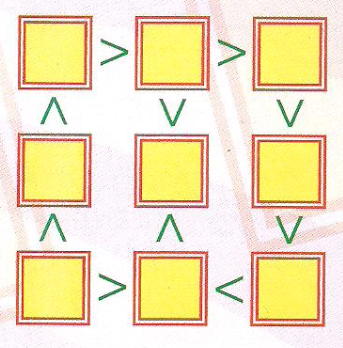 > >
∧ ∨ ∨
∧ ∧ ∨
> <